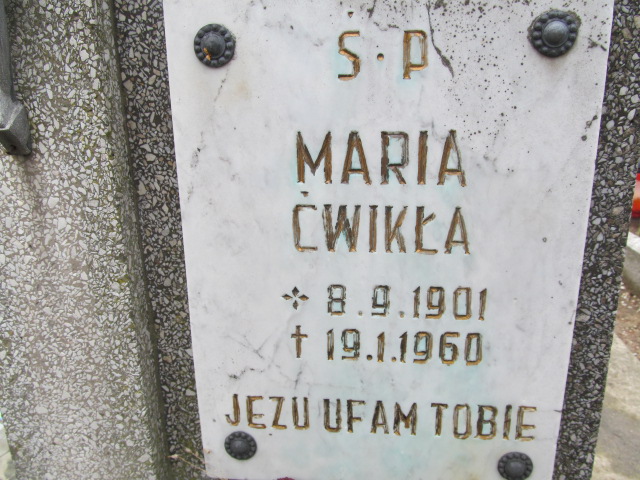 Ś·P
MARIA
ĆWIKŁA
8.9.1901
† 19.1.1960
JEZU UFAM TOBIE